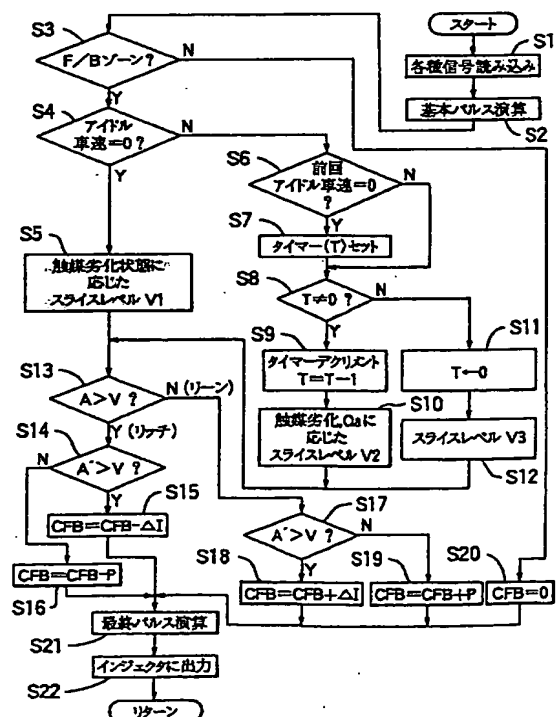 スタート
S1
各種信号読み込み
基本パルス演算
S2
S3
F/Bゾーン?
N
Y
S4
アイドル
車速=0?
N
Y
S5
触媒劣化状態に
応じた
スライスレベル V1
S6
前回
アイドル車速=0
?
N
Y
S7
タイマー(T)セット
S8
T≠0?
N
Y
S9
タイマーデクリメント
T=T-1
S10
触媒劣化,Qaに
応じた
スライスレベル V2
S11
T←0
スライスレベル V3
S12
S13
A>V?
N(リーン)
Y(リッチ)
S14
A´>V?
N
Y
S15
CFB=CFB-ΔI
CFB=CFB-P
S16
S17
A´>V?
N
Y
S18
CFB=CFB+ΔI
S19
CFB=CFB+P
S20
CFB=0
最終パルス演算
S21
インジェクタに出力
S22
リターン